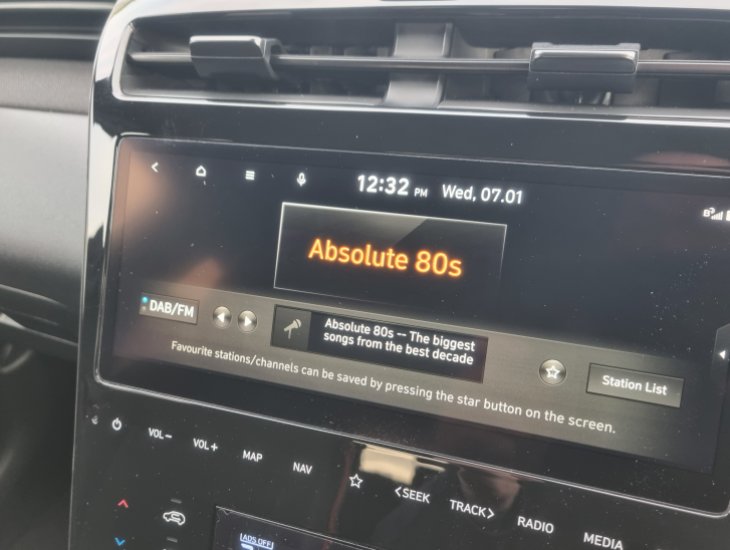 12:32 PM Wed, 07.01
Absolute 80s
DAB/FM
Absolute 80s -- The biggest
songs from the best decade
Station List
Favourite stations/channels can be saved by pressing the star button on the screen.
VOL- VOL+ MAP NAV <SEEK TRACK> RADIO MEDIA
ADS OFF